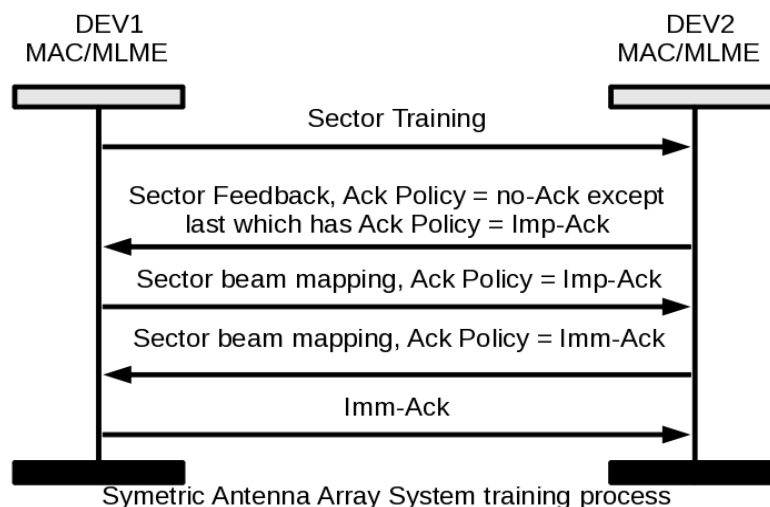 DEV1
MAC/MLME
DEV2
MAC/MLME
Sector Training
Sector Feedback, Ack Policy = no-Ack except
last which has Ack Policy = Imp-Ack
Sector beam mapping, Ack Policy = Imp-Ack
Sector beam mapping, Ack Policy = Imm-Ack
Imm-Ack
Symetric Antenna Array System training process